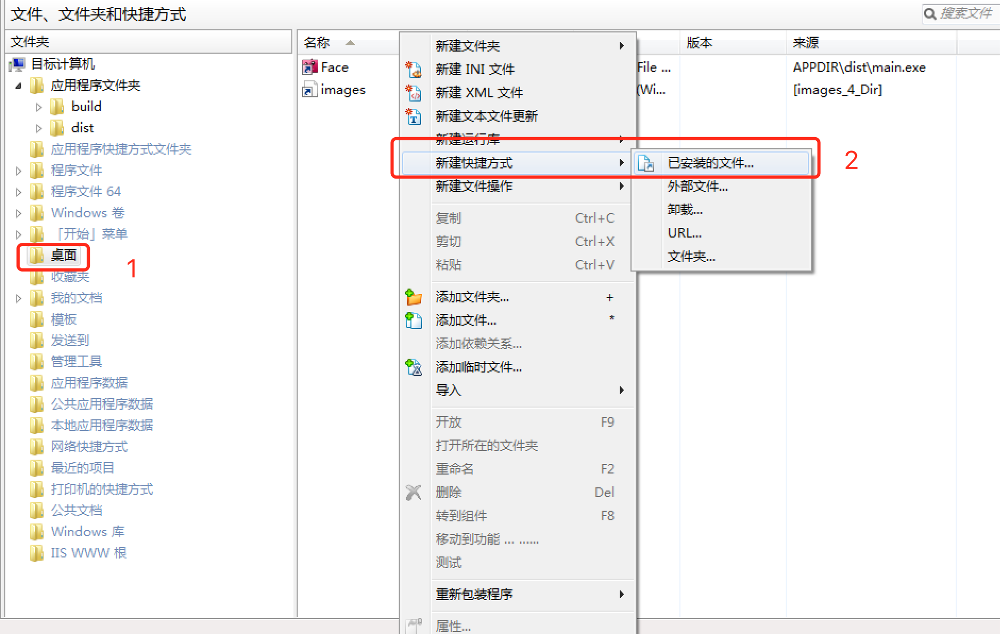 文件、文件夹和快捷方式
搜索文件
文件夹
目标计算机
应用程序文件夹
build
dist
应用程序快捷方式文件夹
程序文件
程序文件 64
Windows 卷
「开始」菜单
桌面
1
收藏夹
我的文档
模板
发送到
管理工具
应用程序数据
公共应用程序数据
本地应用程序数据
网络快捷方式
最近的项目
打印机的快捷方式
公共文档
Windows 库
IIS WWW 根
名称
版本
来源
Face
File ...
APPDIR\dist\main.exe
images
(Wi...
[images_4_Dir]
新建文件夹
新建 INI 文件
新建 XML 文件
新建文本文件更新
新建运行库
新建快捷方式
新建文件操作
复制 Ctrl+C
剪切 Ctrl+X
粘贴 Ctrl+V
添加文件夹... +
添加文件... *
添加依赖关系...
添加临时文件...
导入
开放 F9
打开所在的文件夹
重命名 F2
删除 Del
转到组件 F8
移动到功能 ... ......
测试
重新包装程序
属性...
已安装的文件...
2
外部文件...
卸载...
URL...
文件夹...